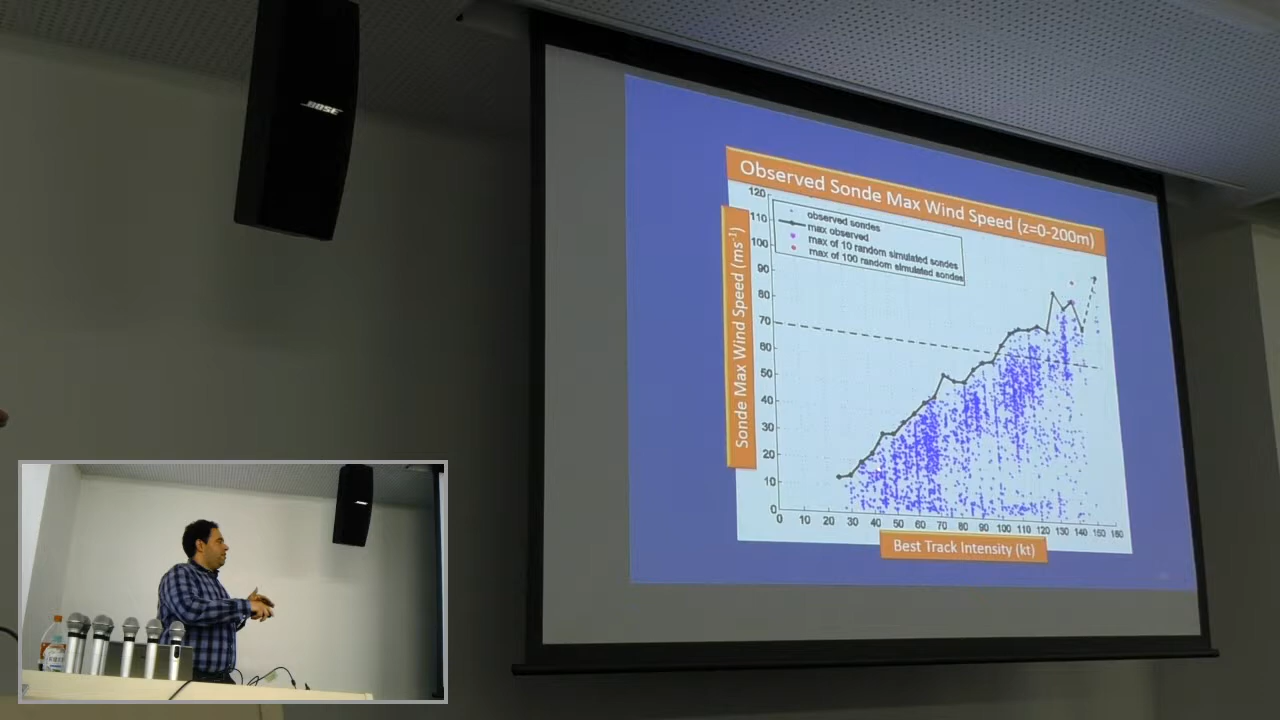 BOSE
Observed Sonde Max Wind Speed (z=0-200m)
Sonde Max Wind Speed (ms⁻¹)
120
110
100
90
80
70
60
50
40
30
20
10
0
observed sondes
max observed
max of 10 random simulated sondes
max of 100 random simulated sondes
0 10 20 30 40 50 60 70 80 90 100 110 120 130 140 150 160
Best Track Intensity (kt)